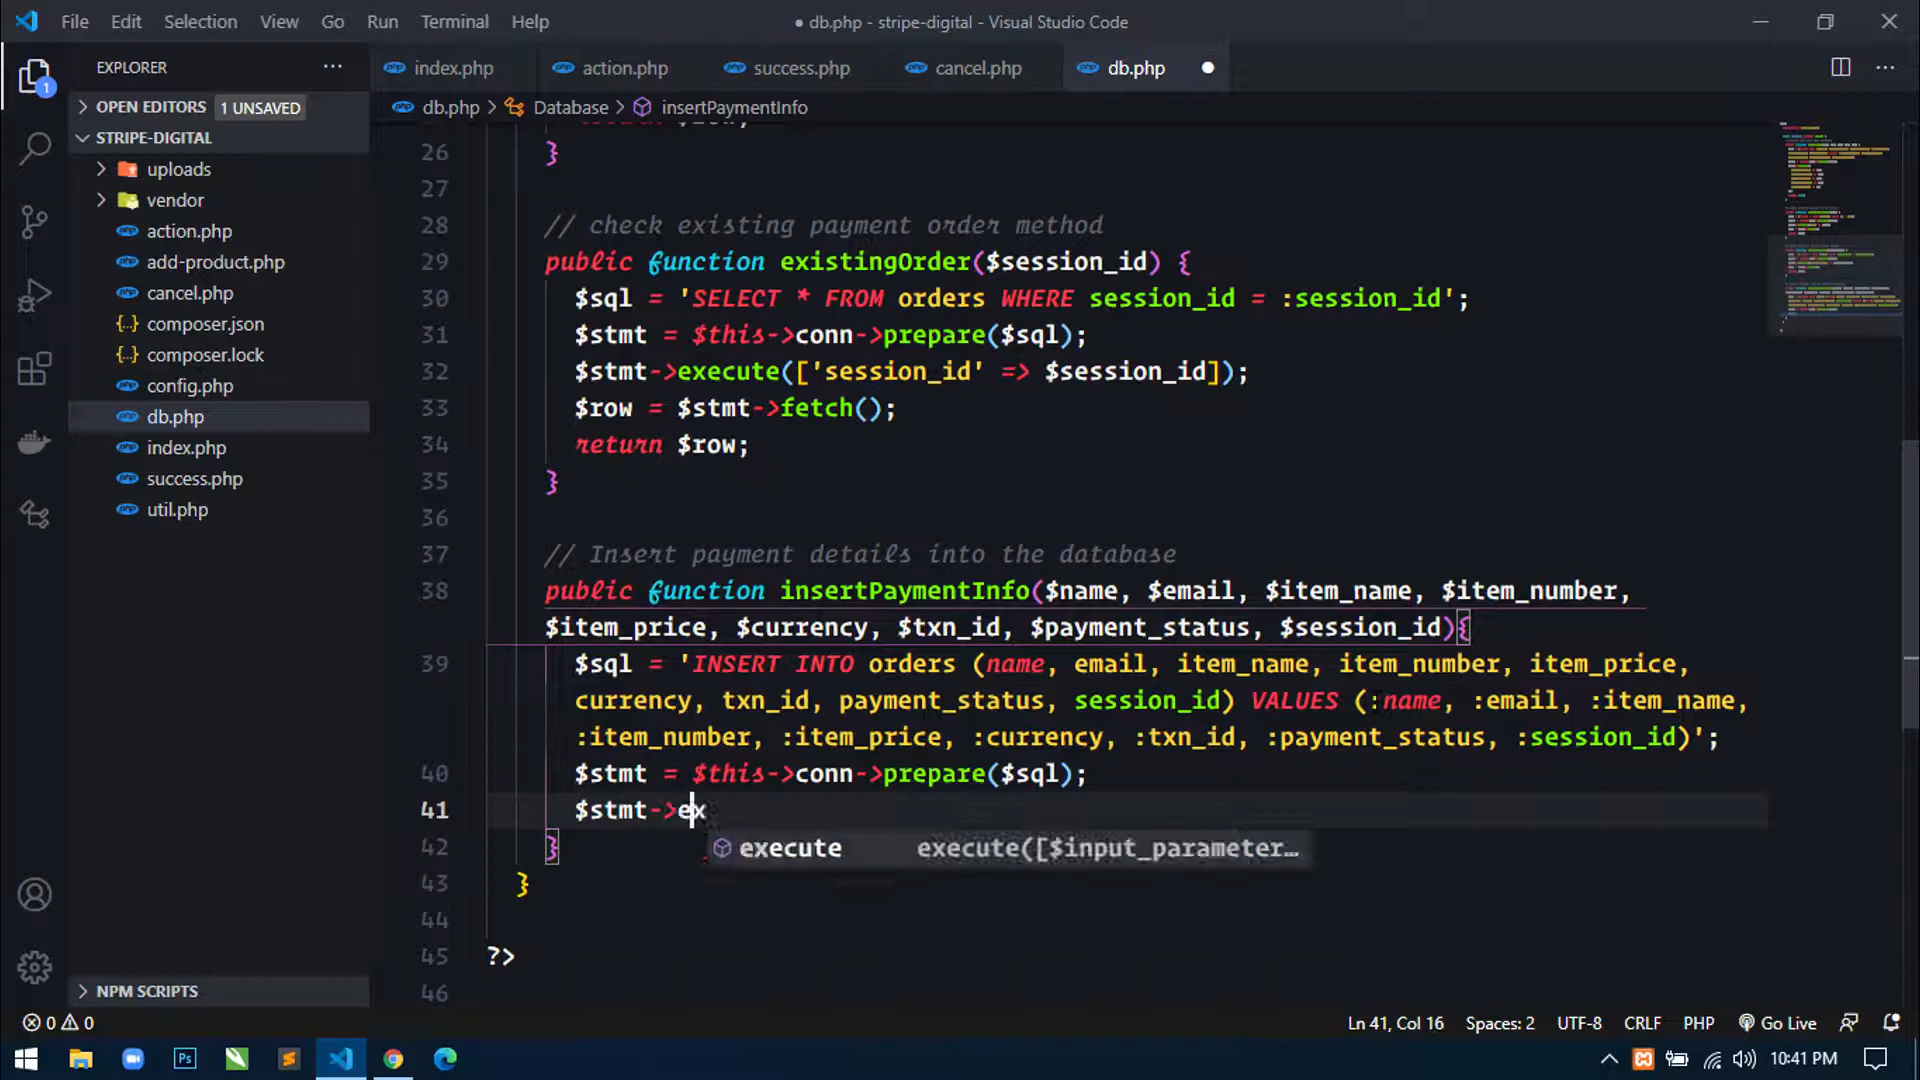 File Edit Selection View Go Run Terminal Help
● db.php - stripe-digital - Visual Studio Code
EXPLORER
OPEN EDITORS 1 UNSAVED
STRIPE-DIGITAL
uploads
vendor
action.php
add-product.php
cancel.php
composer.json
composer.lock
config.php
db.php
index.php
success.php
util.php
NPM SCRIPTS
1
index.php action.php success.php cancel.php db.php
db.php > Database > insertPaymentInfo
26 }
27
28 // check existing payment order method
29 public function existingOrder($session_id) {
30 $sql = 'SELECT * FROM orders WHERE session_id = :session_id';
31 $stmt = $this->conn->prepare($sql);
32 $stmt->execute(['session_id' => $session_id]);
33 $row = $stmt->fetch();
34 return $row;
35 }
36
37 // Insert payment details into the database
38 public function insertPaymentInfo($name, $email, $item_name, $item_number,
$item_price, $currency, $txn_id, $payment_status, $session_id){
39 $sql = 'INSERT INTO orders (name, email, item_name, item_number, item_price,
currency, txn_id, payment_status, session_id) VALUES (:name, :email, :item_name,
:item_number, :item_price, :currency, :txn_id, :payment_status, :session_id)';
40 $stmt = $this->conn->prepare($sql);
41 $stmt->ex
execute execute([$input_parameter…
42 }
43 }
44
45 ?>
46
0 0
Ln 41, Col 16 Spaces: 2 UTF-8 CRLF PHP Go Live
Ps
10:41 PM